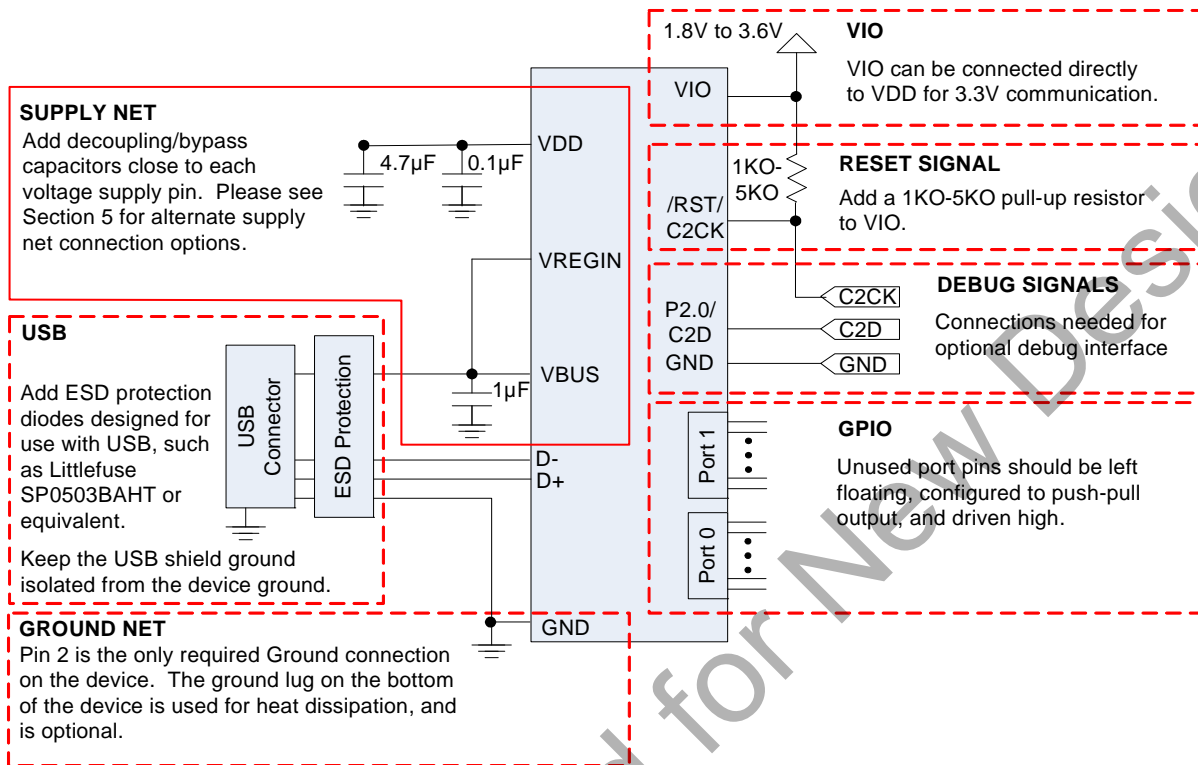 SUPPLY NET
Add decoupling/bypass
capacitors close to each
voltage supply pin.  Please see
Section 5 for alternate supply
net connection options.
4.7µF
0.1µF
VDD
VREGIN
VBUS
1µF
USB
Add ESD protection
diodes designed for
use with USB, such
as Littlefuse
SP0503BAHT or
equivalent.
Keep the USB shield ground
isolated from the device ground.
USB
Connector
ESD Protection
D-
D+
GROUND NET
Pin 2 is the only required Ground connection
on the device.  The ground lug on the bottom
of the device is used for heat dissipation, and
is optional.
GND
1.8V to 3.6V
VIO
VIO
VIO can be connected directly
to VDD for 3.3V communication.
1KO-
5KO
/RST/
C2CK
RESET SIGNAL
Add a 1KO-5KO pull-up resistor
to VIO.
P2.0/
C2D
GND
C2CK
C2D
GND
DEBUG SIGNALS
Connections needed for
optional debug interface
Port 1
Port 0
GPIO
Unused port pins should be left
floating, configured to push-pull
output, and driven high.
for New Desi